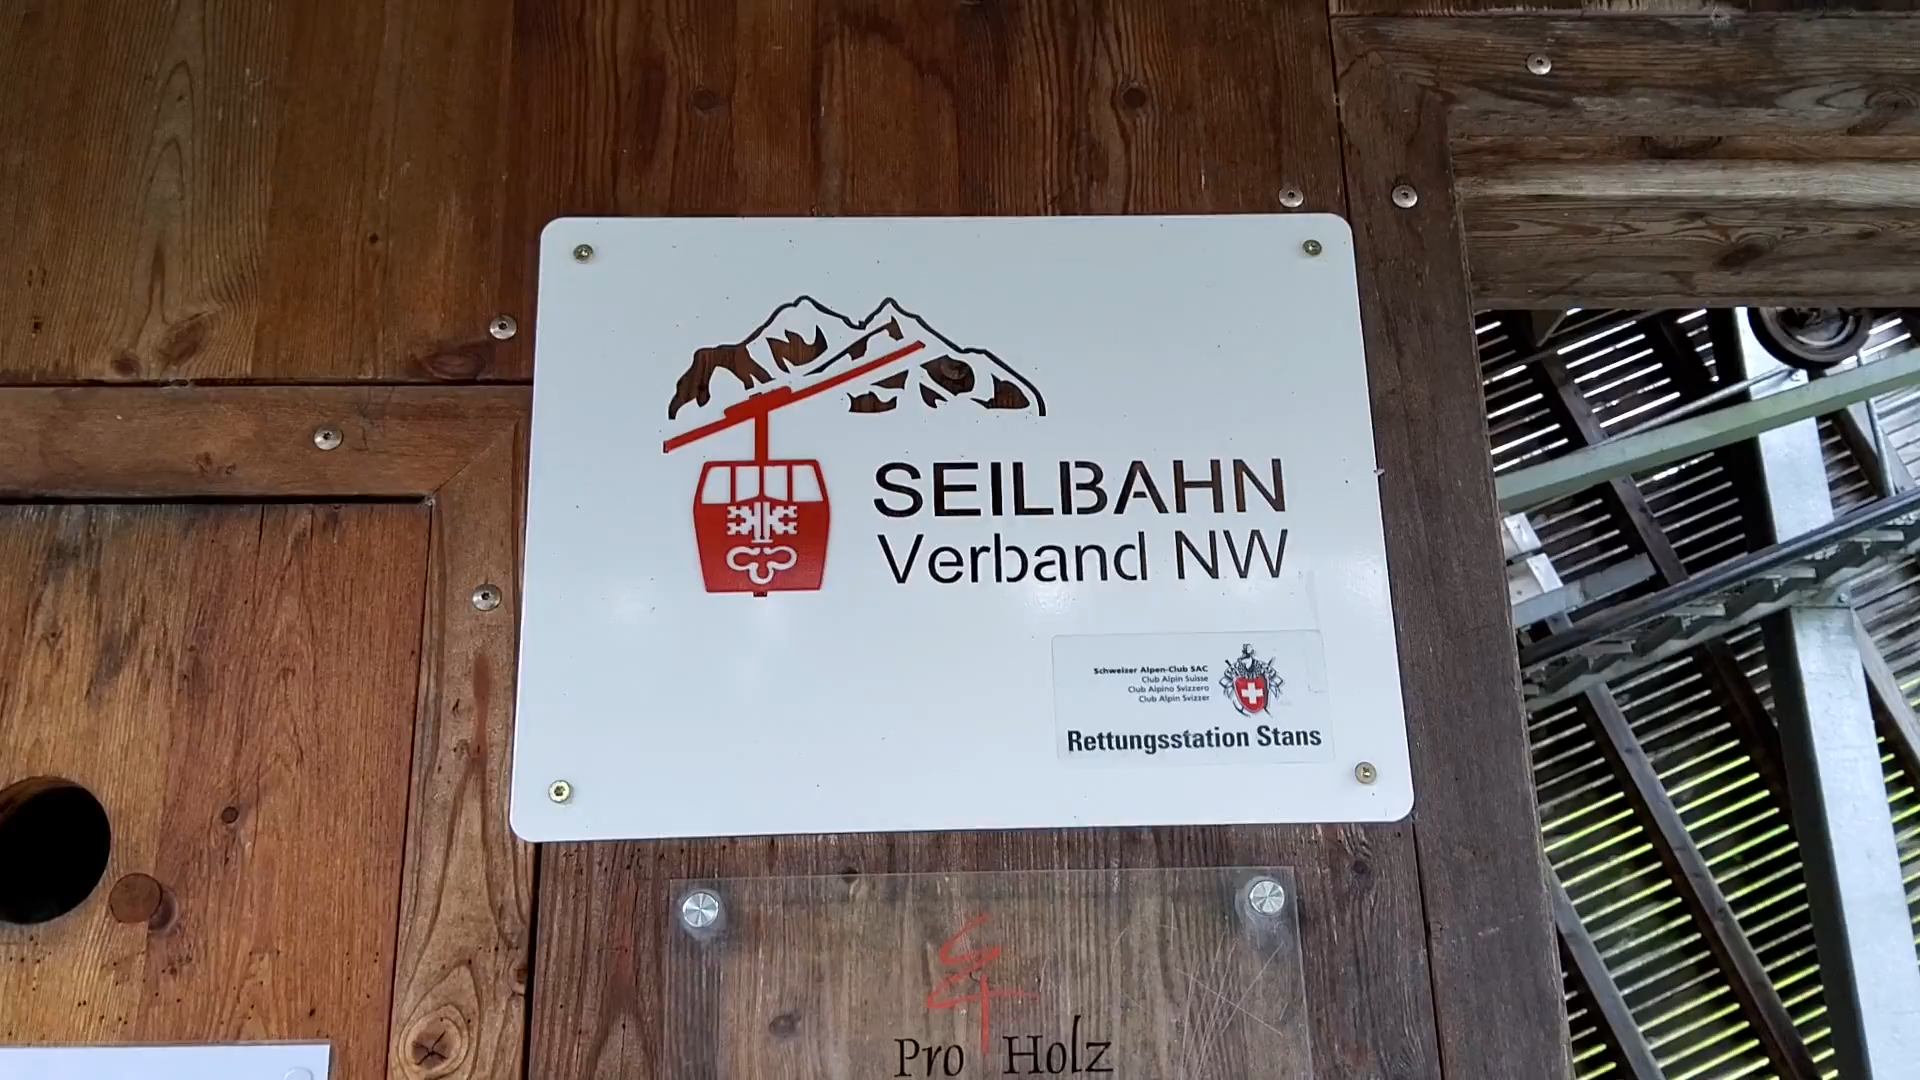 SEILBAHN
Verband NW
Schweizer Alpen-Club SAC
Club Alpin Suisse
Club Alpino Svizzero
Club Alpin Svizzer
Rettungsstation Stans
Pro Holz